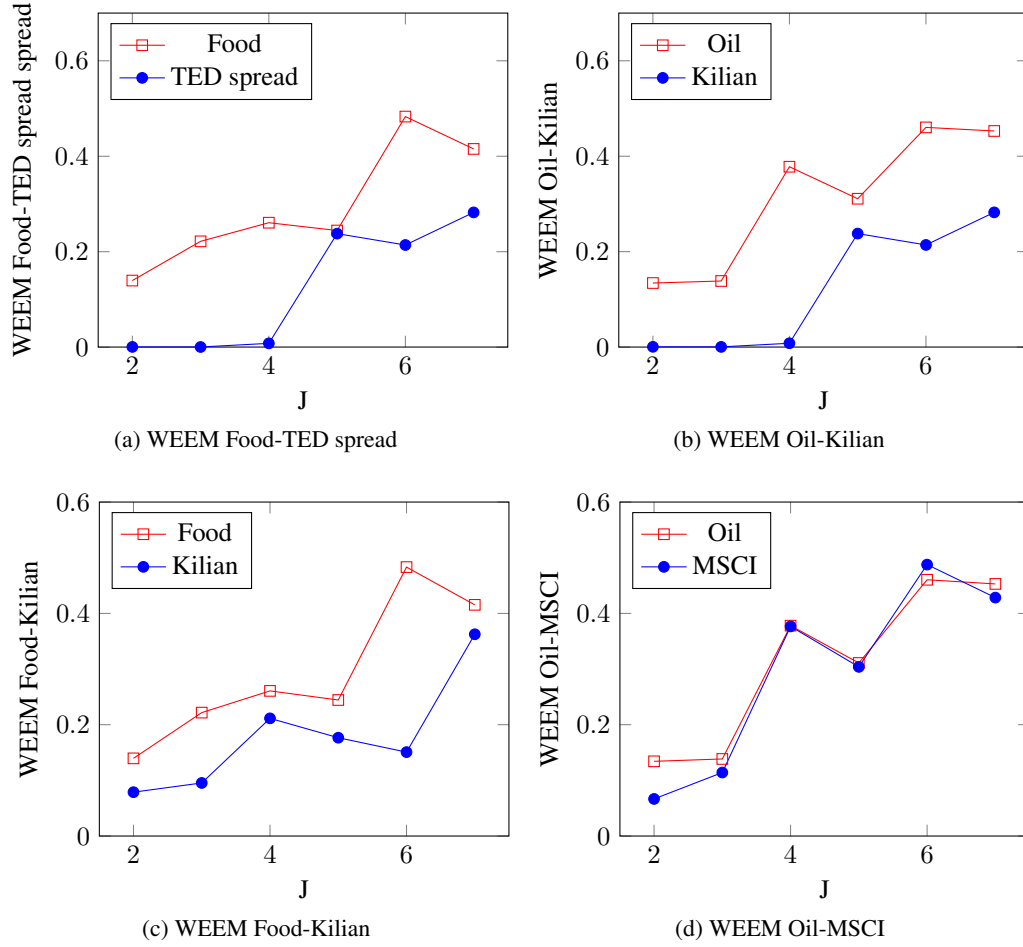 WEEM Food-TED spread spread
0.6
0.4
0.2
0
Food
TED spread
2
4
6
J
(a) WEEM Food-TED spread
WEEM Oil-Kilian
0.6
0.4
0.2
0
Oil
Kilian
2
4
6
J
(b) WEEM Oil-Kilian
WEEM Food-Kilian
0.6
0.4
0.2
0
Food
Kilian
2
4
6
J
(c) WEEM Food-Kilian
WEEM Oil-MSCI
0.6
0.4
0.2
0
Oil
MSCI
2
4
6
J
(d) WEEM Oil-MSCI